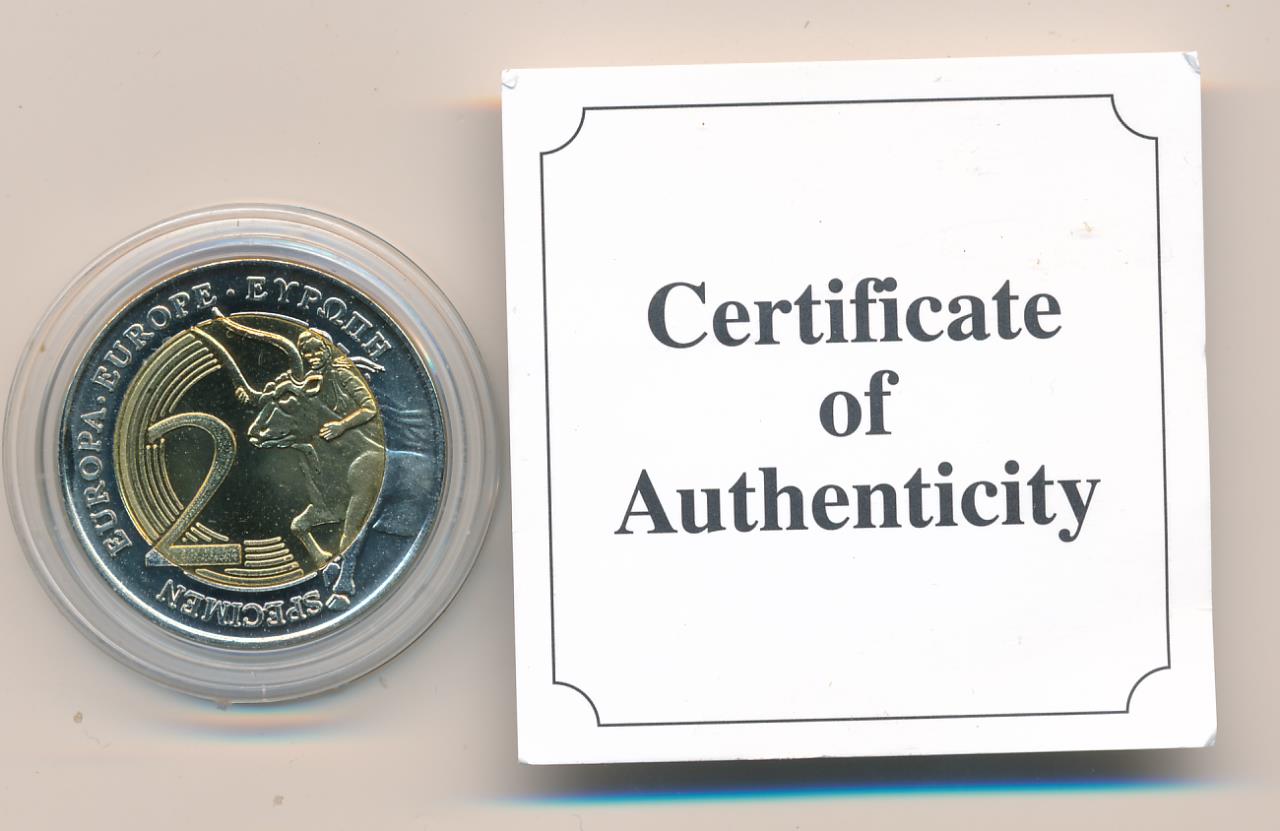 EUROPA · EUROPE · ΕΥΡΩΠΗ
2
SPECIMEN
Certificate
of
Authenticity